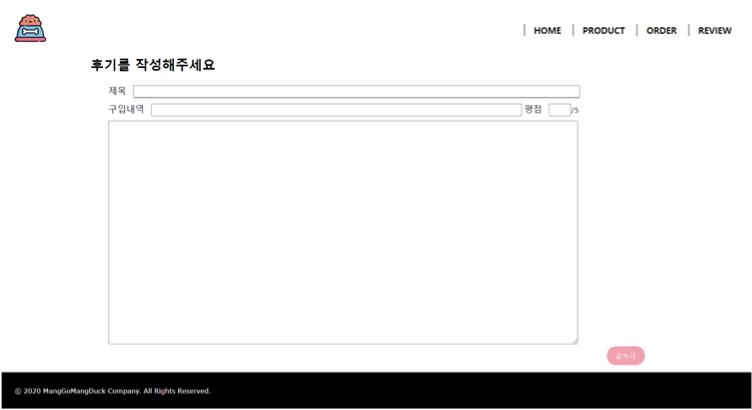 HOME PRODUCT ORDER REVIEW
후기를 작성해주세요
제목
구입내역 평점 /5
글쓰기
© 2020 MangGoMangDuck Company. All Rights Reserved.